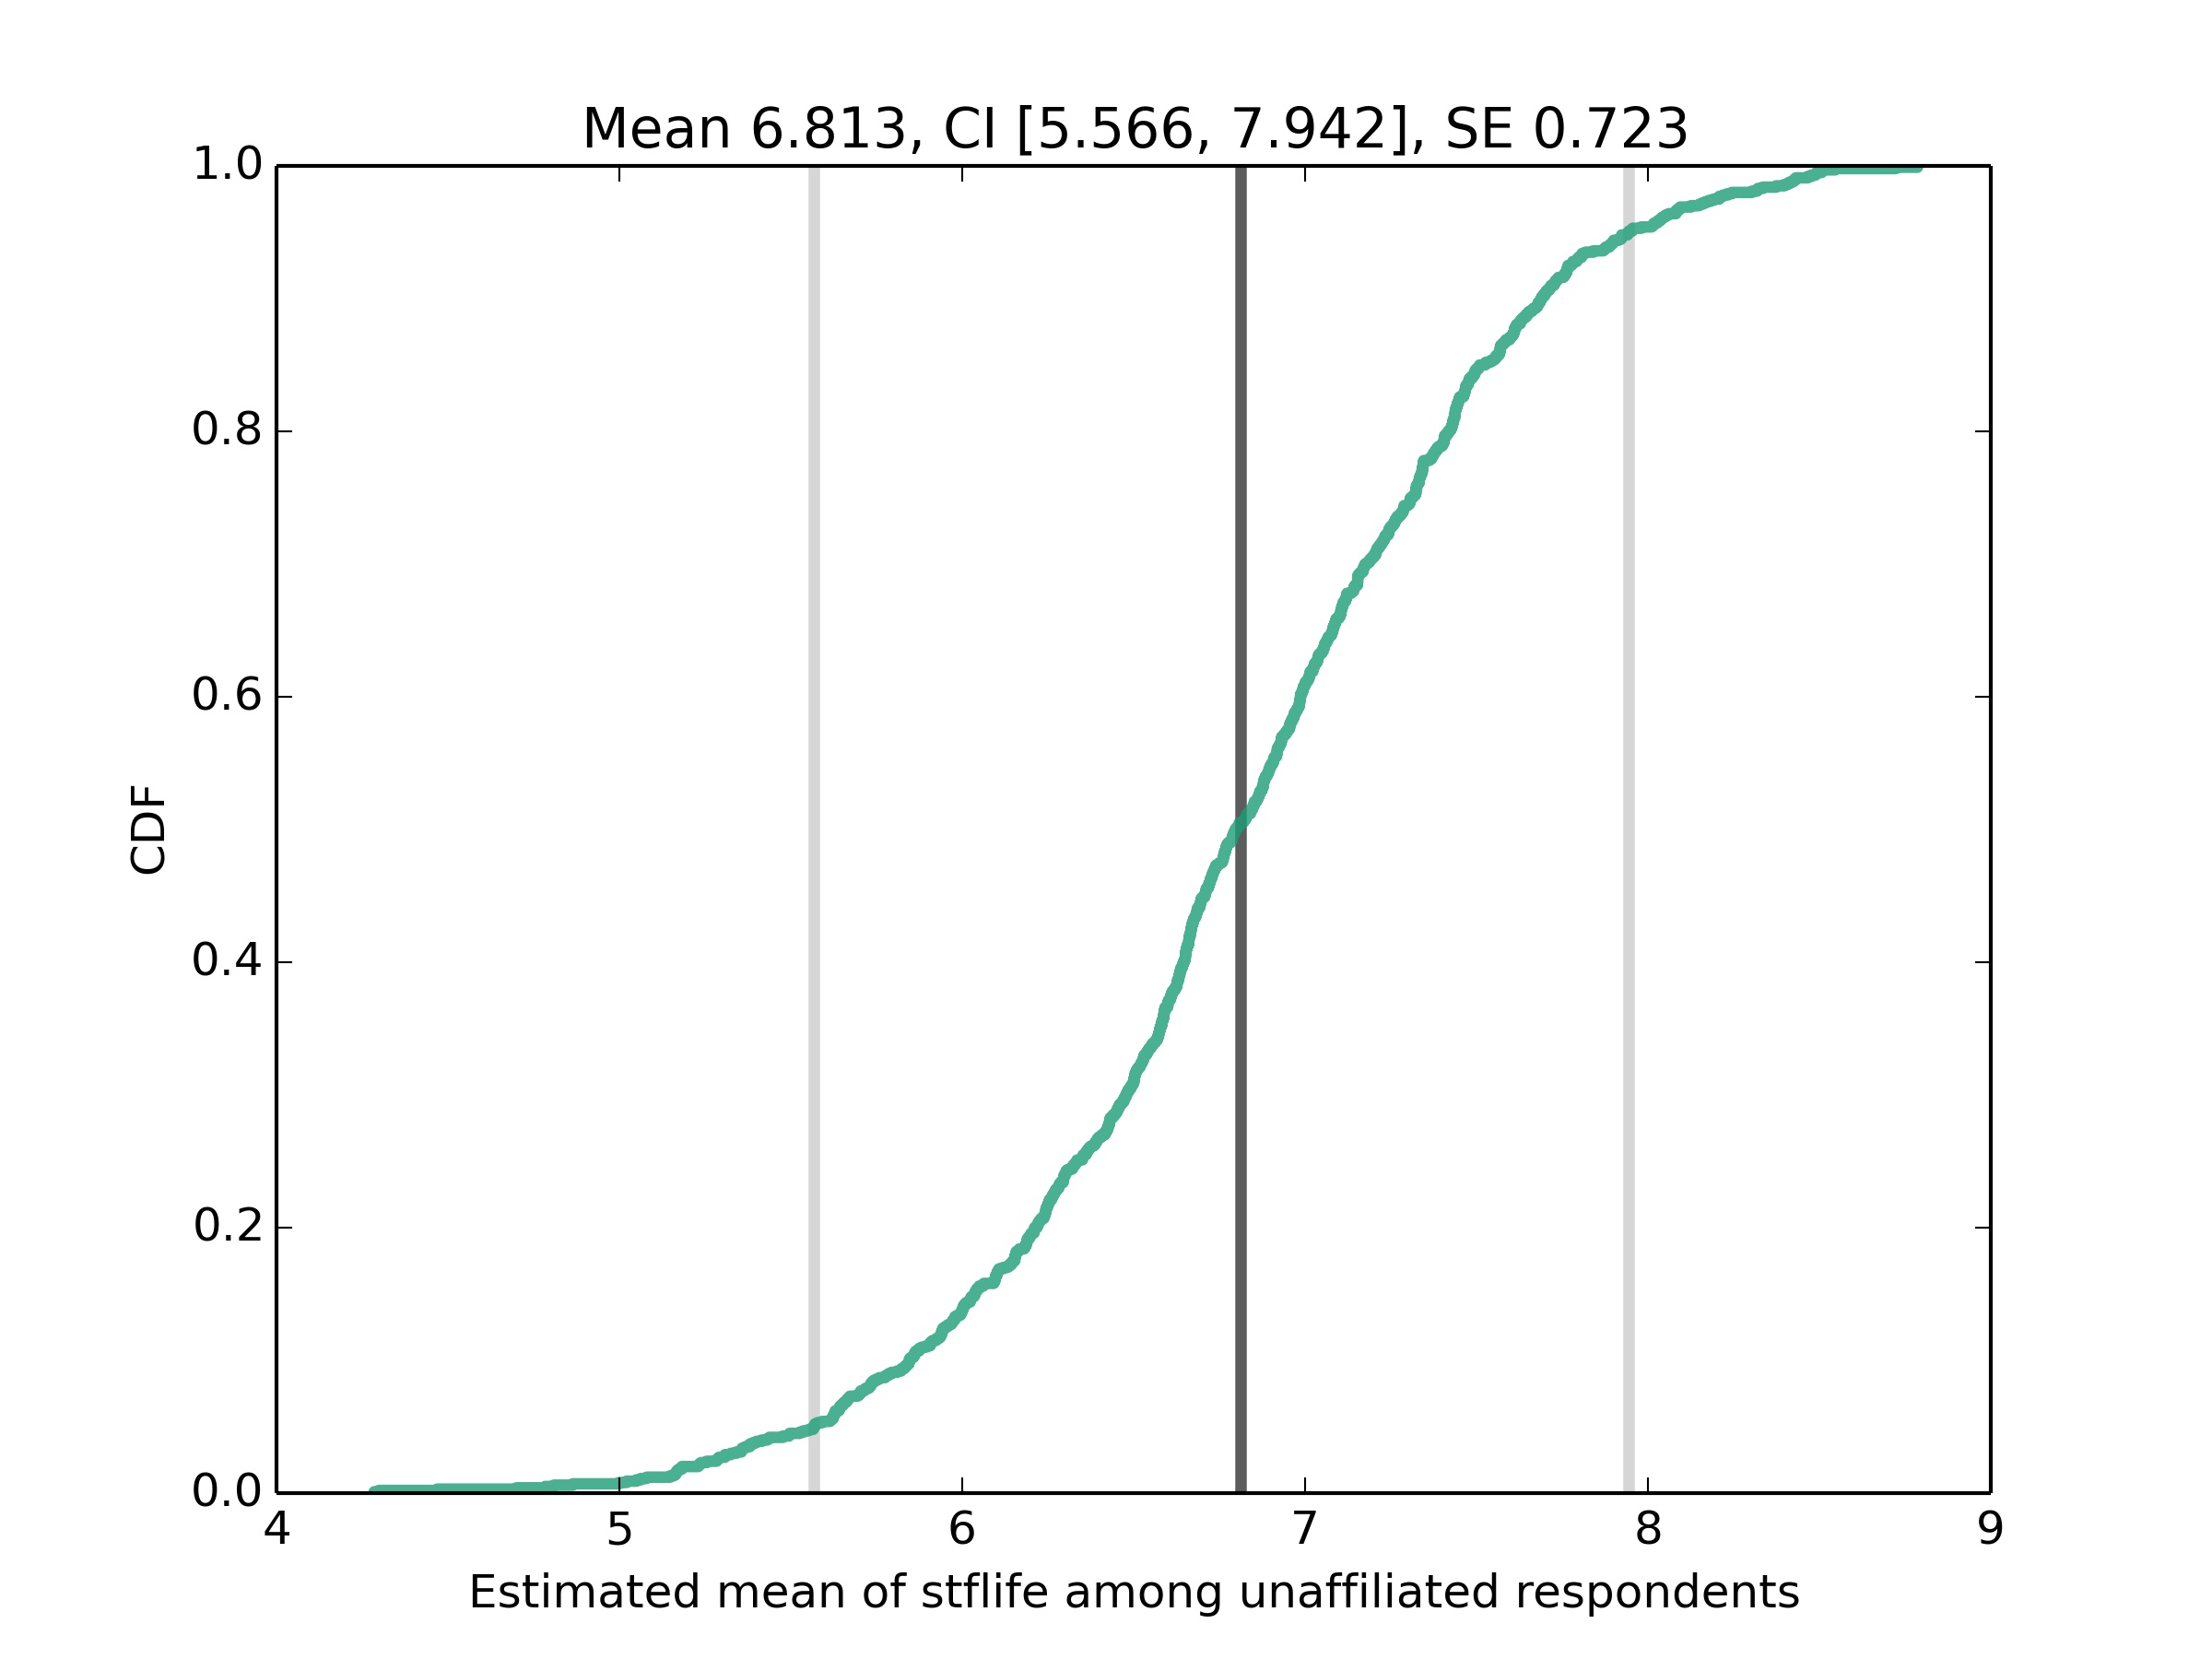 Mean 6.813, CI [5.566, 7.942], SE 0.723
1.0
0.8
0.6
0.4
0.2
0.0
CDF
4 5 6 7 8 9
Estimated mean of stflife among unaffiliated respondents